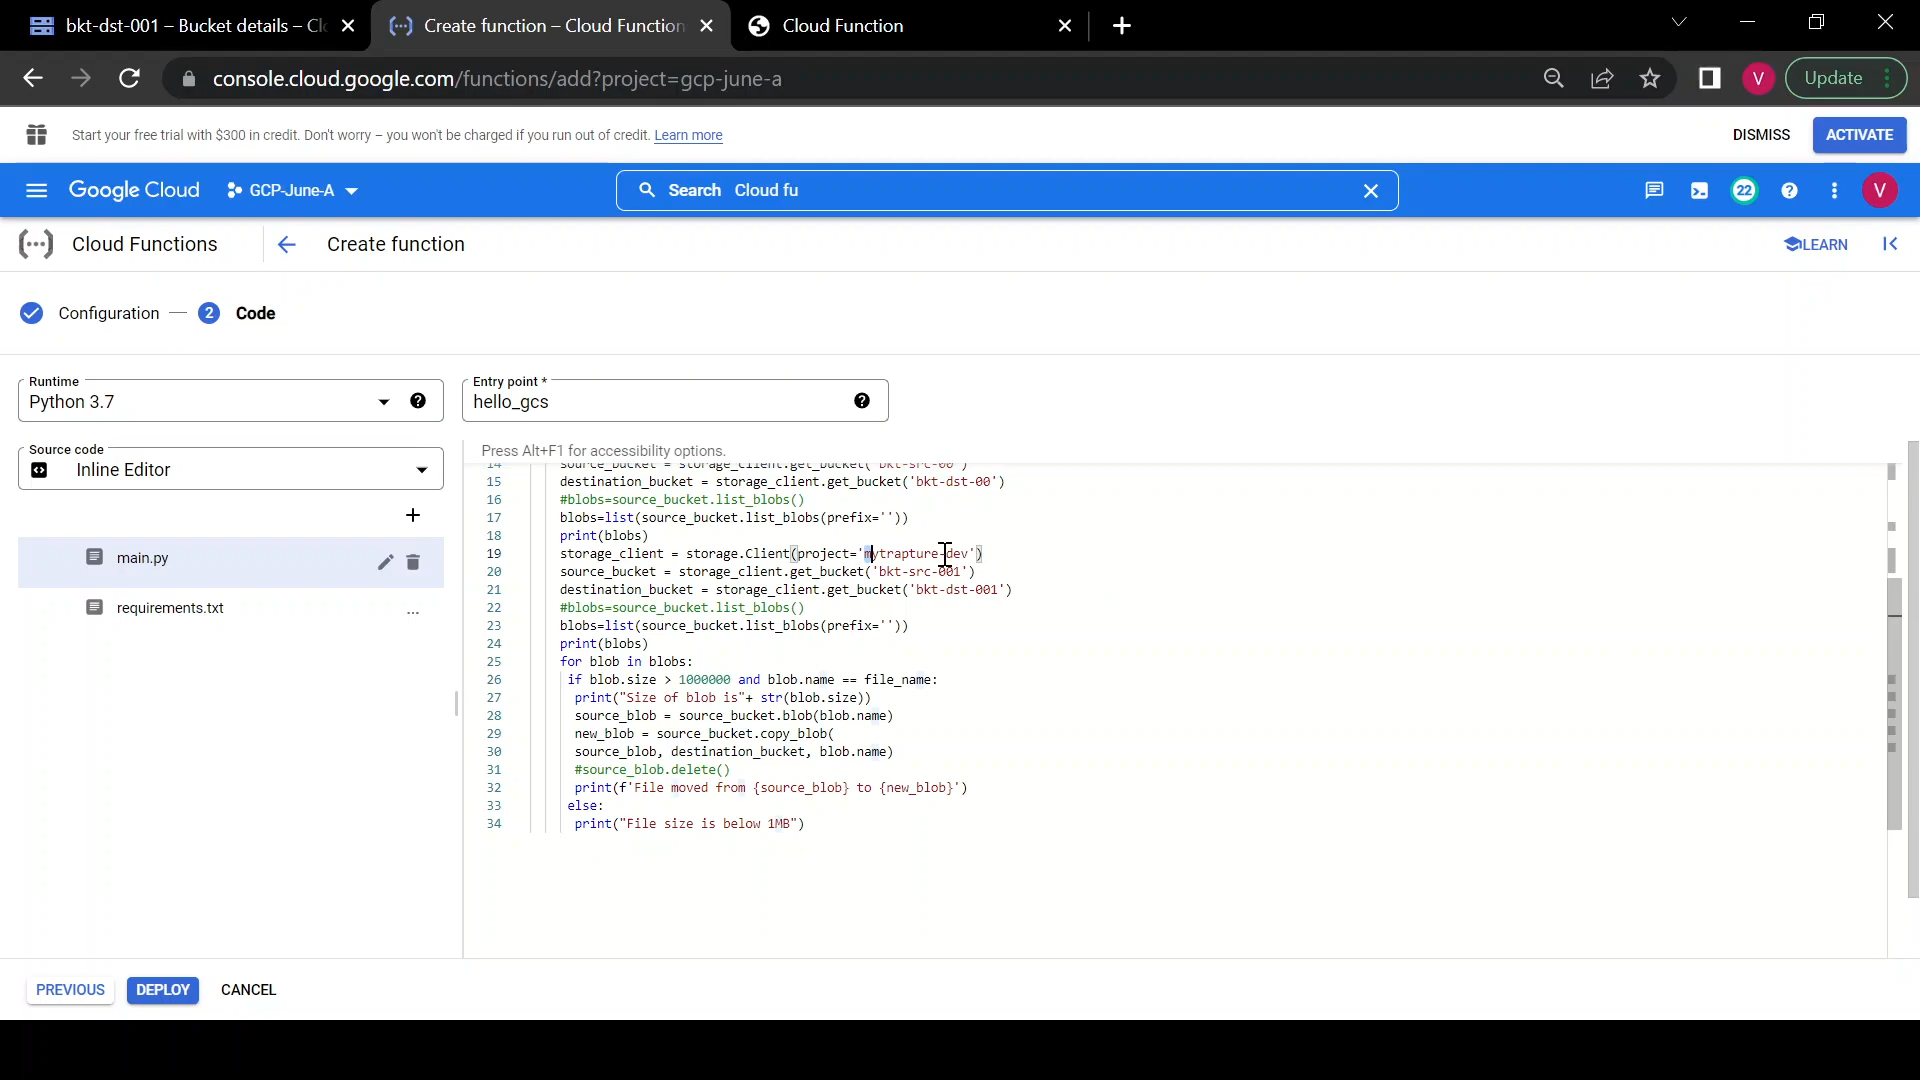 bkt-dst-001 – Bucket details – Cl
Create function – Cloud Function
Cloud Function
console.cloud.google.com/functions/add?project=gcp-june-a
V
Update
Start your free trial with $300 in credit. Don't worry – you won't be charged if you run out of credit. Learn more
DISMISS
ACTIVATE
Google Cloud
GCP-June-A
Search Cloud fu
22
V
Cloud Functions
Create function
LEARN
Configuration
2 Code
Runtime
Python 3.7
Entry point *
hello_gcs
Source code
Inline Editor
main.py
requirements.txt
Press Alt+F1 for accessibility options.
14 source_bucket = storage_client.get_bucket('bkt-src-00')
15 destination_bucket = storage_client.get_bucket('bkt-dst-00')
16 #blobs=source_bucket.list_blobs()
17 blobs=list(source_bucket.list_blobs(prefix=''))
18 print(blobs)
19 storage_client = storage.Client(project='mytrapture-dev')
20 source_bucket = storage_client.get_bucket('bkt-src-001')
21 destination_bucket = storage_client.get_bucket('bkt-dst-001')
22 #blobs=source_bucket.list_blobs()
23 blobs=list(source_bucket.list_blobs(prefix=''))
24 print(blobs)
25 for blob in blobs:
26 if blob.size > 1000000 and blob.name == file_name:
27 print("Size of blob is"+ str(blob.size))
28 source_blob = source_bucket.blob(blob.name)
29 new_blob = source_bucket.copy_blob(
30 source_blob, destination_bucket, blob.name)
31 #source_blob.delete()
32 print(f'File moved from {source_blob} to {new_blob}')
33 else:
34 print("File size is below 1MB")
PREVIOUS
DEPLOY
CANCEL